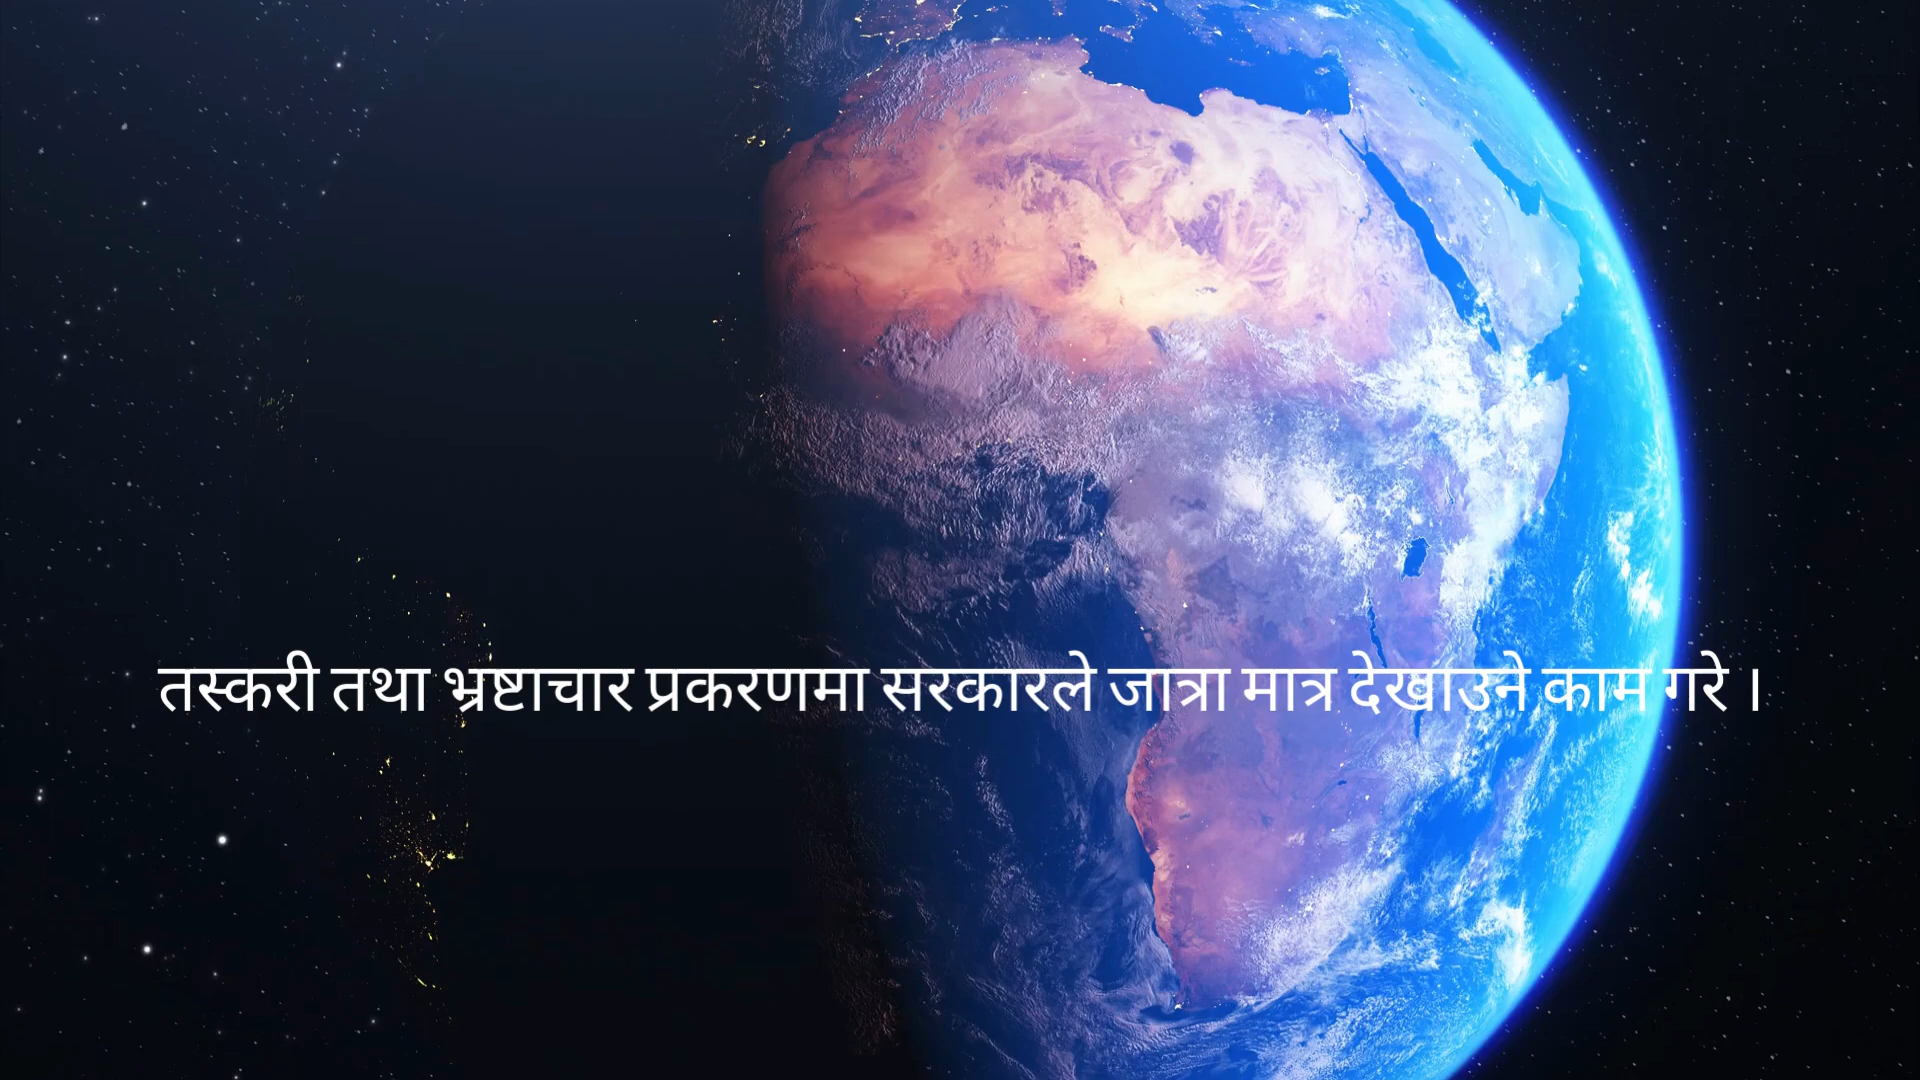 तस्करी तथा भ्रष्टाचार प्रकरणमा सरकारले जात्रा मात्र देखाउने काम गरे ।